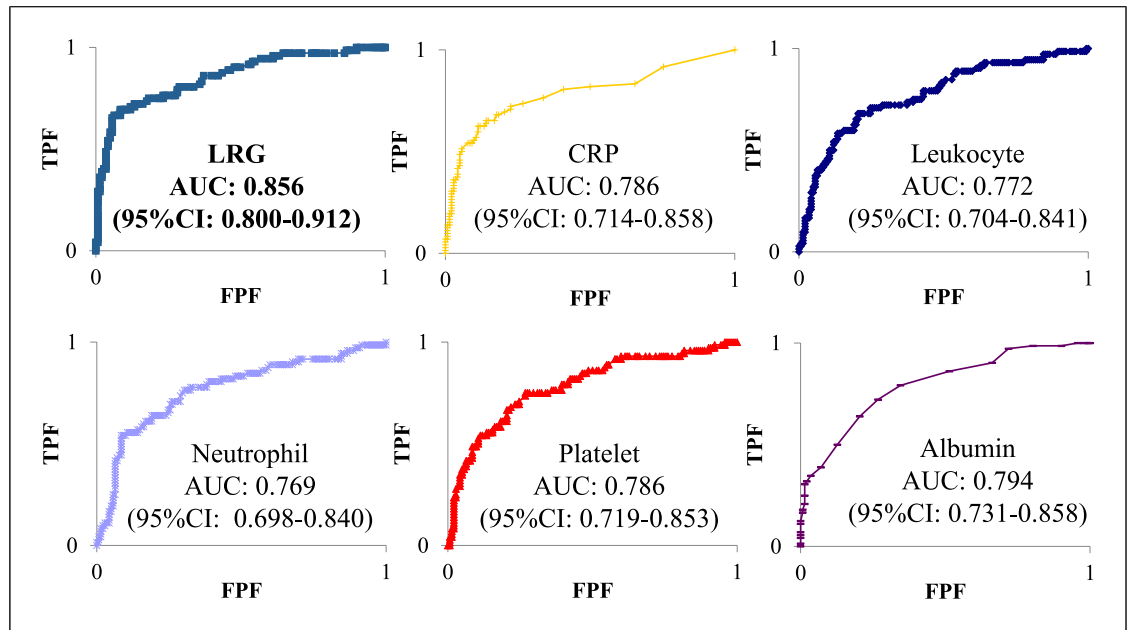 1
TPF
LRG
AUC: 0.856
(95%CI: 0.800-0.912)
0
0
1
FPF
1
TPF
CRP
AUC: 0.786
(95%CI: 0.714-0.858)
0
0
1
FPF
1
TPF
Leukocyte
AUC: 0.772
(95%CI: 0.704-0.841)
0
0
1
FPF
1
TPF
Neutrophil
AUC: 0.769
(95%CI:  0.698-0.840)
0
0
1
FPF
1
TPF
Platelet
AUC: 0.786
(95%CI: 0.719-0.853)
0
0
1
FPF
1
TPF
Albumin
AUC: 0.794
(95%CI: 0.731-0.858)
0
0
1
FPF